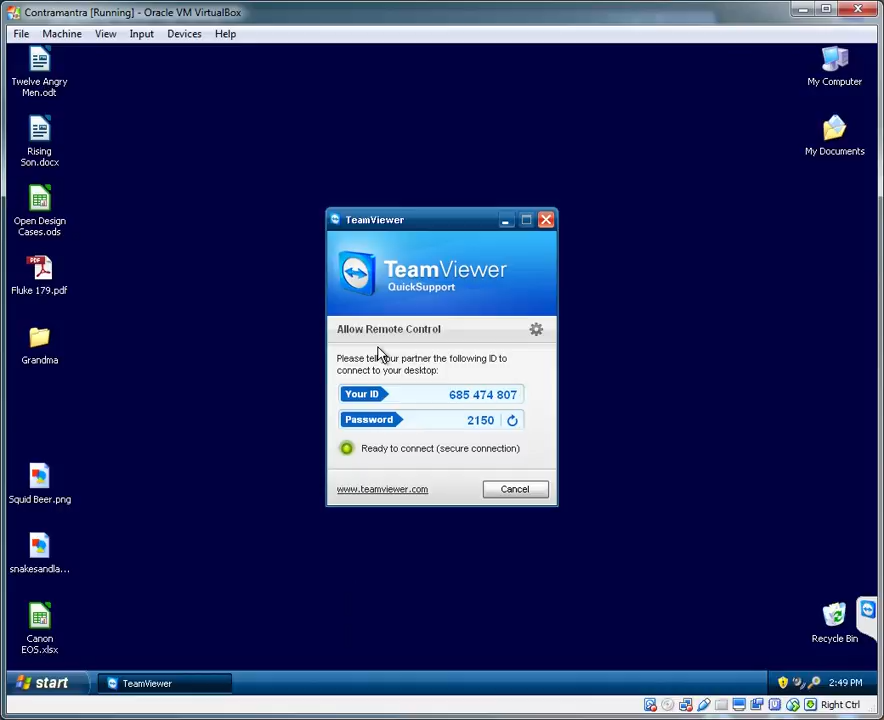 Contramantra [Running] - Oracle VM VirtualBox
File Machine View Input Devices Help
Twelve Angry
Men.odt
Rising
Son.docx
Open Design
Cases.ods
Fluke 179.pdf
Grandma
Squid Beer.png
snakesandla...
Canon
EOS.xlsx
My Computer
My Documents
Recycle Bin
TeamViewer
TeamViewer
QuickSupport
Allow Remote Control
Please tell your partner the following ID to
connect to your desktop:
Your ID 685 474 807
Password 2150
Ready to connect (secure connection)
www.teamviewer.com Cancel
start TeamViewer 2:49 PM
Right Ctrl